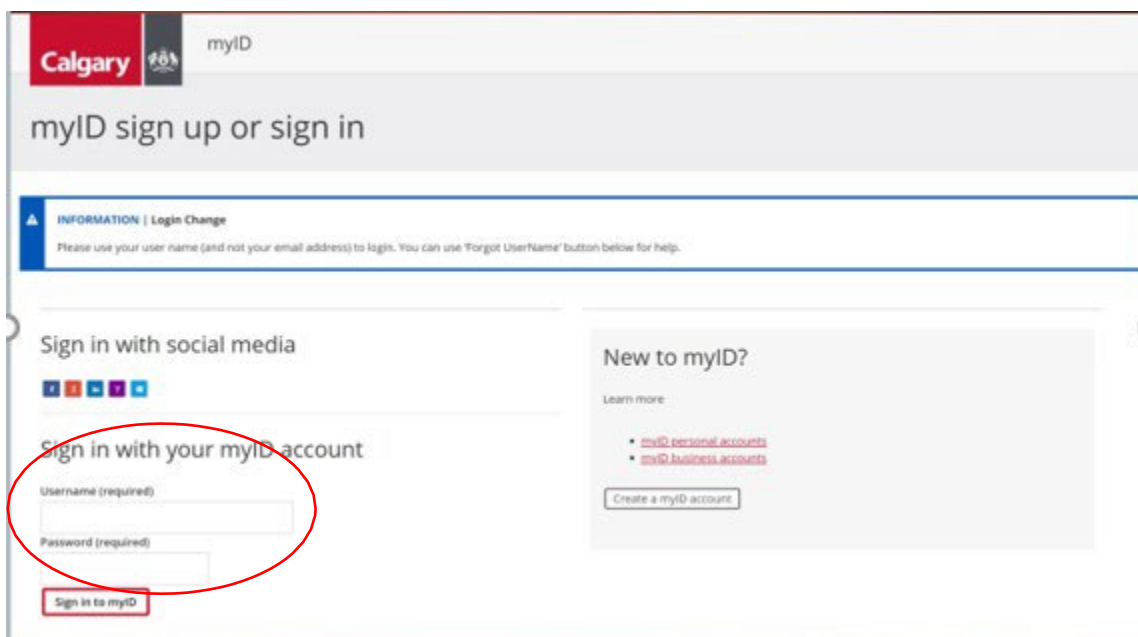 Calgary
myID
myID sign up or sign in
INFORMATION | Login Change
Please use your user name (and not your email address) to login. You can use 'Forgot UserName' button below for help.
Sign in with social media
Sign in with your myID account
Username (required)
Password (required)
Sign in to myID
New to myID?
Learn more
myID personal accounts
myID business accounts
Create a myID account